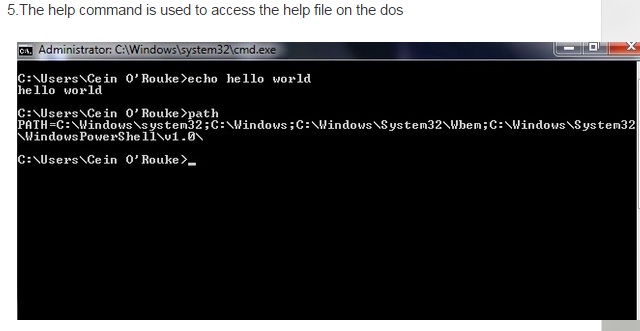 5.The help command is used to access the help file on the dos
C:\. Administrator: C:\Windows\system32\cmd.exe
C:\Users\Cein O'Rouke>echo hello world
hello world
C:\Users\Cein O'Rouke>path
PATH=C:\Windows\system32;C:\Windows;C:\Windows\System32\Wbem;C:\Windows\System32
\WindowsPowerShell\v1.0\
C:\Users\Cein O'Rouke>_